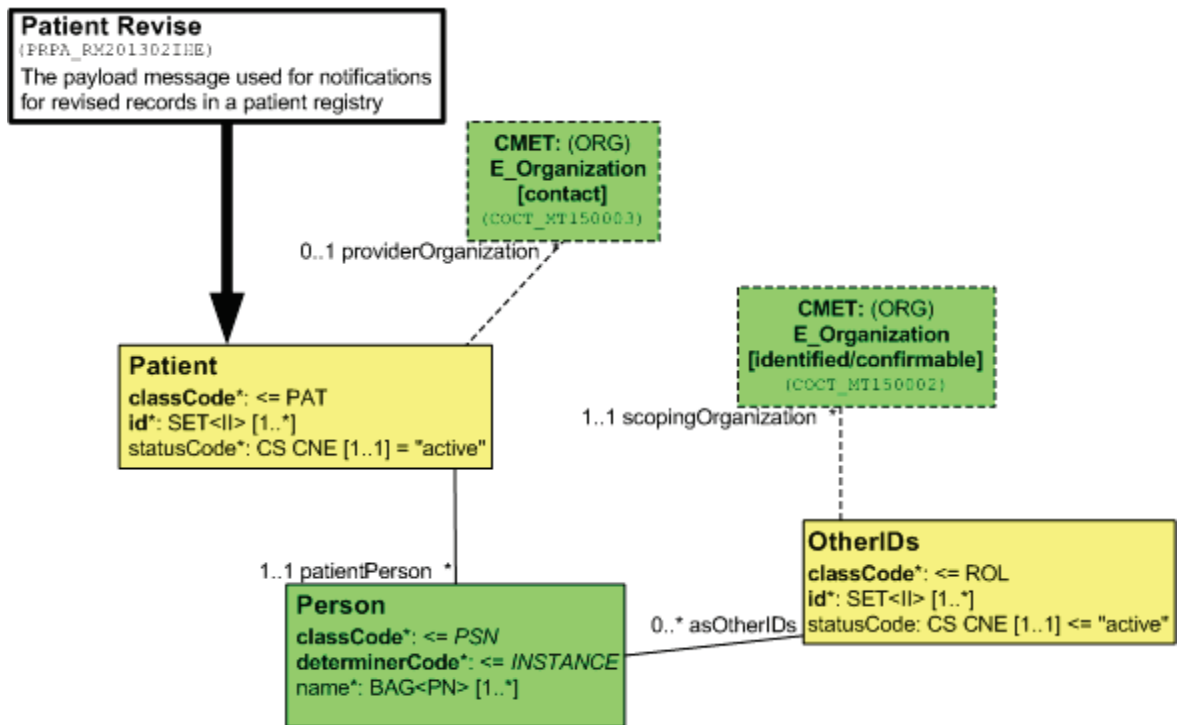 Patient Revise
(PRPA_RM201302IHE)
The payload message used for notifications
for revised records in a patient registry
CMET: (ORG)
E_Organization
[contact]
(COCT_MT150003)
0..1 providerOrganization *
CMET: (ORG)
E_Organization
[identified/confirmable]
(COCT_MT150002)
1..1 scopingOrganization *
Patient
classCode*: <= PAT
id*: SET<II> [1..*]
statusCode*: CS CNE [1..1] = "active"
OtherIDs
classCode*: <= ROL
id*: SET<II> [1..*]
statusCode: CS CNE [1..1] <= "active"
1..1 patientPerson *
0..* asOtherIDs
Person
classCode*: <= PSN
determinerCode*: <= INSTANCE
name*: BAG<PN> [1..*]